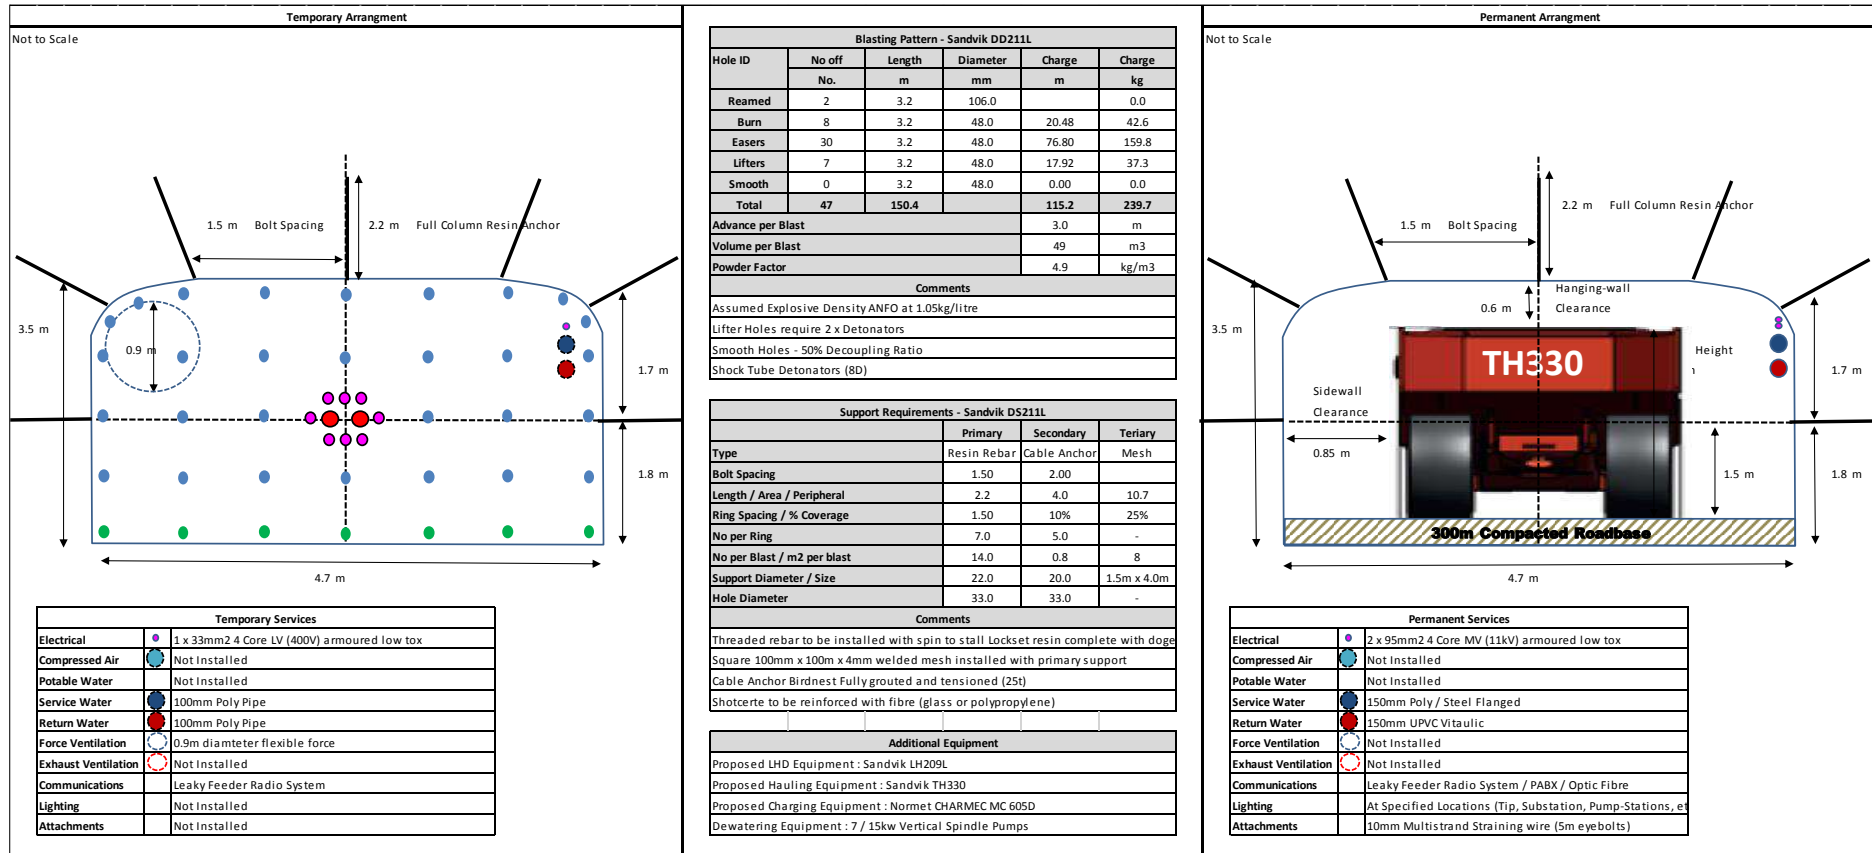 Temporary Arrangment
Not to Scale
1.5 m Bolt Spacing
2.2 m Full Column Resin Anchor
3.5 m
0.9 m
1.7 m
1.8 m
4.7 m
Temporary Services
Electrical 1 x 33mm2 4 Core LV (400V) armoured low tox
Compressed Air Not Installed
Potable Water Not Installed
Service Water 100mm Poly Pipe
Return Water 100mm Poly Pipe
Force Ventilation 0.9m diamteter flexible force
Exhaust Ventilation Not Installed
Communications Leaky Feeder Radio System
Lighting Not Installed
Attachments Not Installed
Blasting Pattern - Sandvik DD211L
Hole ID No off Length Diameter Charge Charge
No. m mm m kg
Reamed 2 3.2 106.0 0.0
Burn 8 3.2 48.0 20.48 42.6
Easers 30 3.2 48.0 76.80 159.8
Lifters 7 3.2 48.0 17.92 37.3
Smooth 0 3.2 48.0 0.00 0.0
Total 47 150.4 115.2 239.7
Advance per Blast 3.0 m
Volume per Blast 49 m3
Powder Factor 4.9 kg/m3
Comments
Assumed Explosive Density ANFO at 1.05kg/litre
Lifter Holes require 2 x Detonators
Smooth Holes - 50% Decoupling Ratio
Shock Tube Detonators (8D)
Support Requirements - Sandvik DS211L
Primary Secondary Teriary
Type Resin Rebar Cable Anchor Mesh
Bolt Spacing 1.50 2.00
Length / Area / Peripheral 2.2 4.0 10.7
Ring Spacing / % Coverage 1.50 10% 25%
No per Ring 7.0 5.0 -
No per Blast / m2 per blast 14.0 0.8 8
Support Diameter / Size 22.0 20.0 1.5m x 4.0m
Hole Diameter 33.0 33.0 -
Comments
Threaded rebar to be installed with spin to stall Lockset resin complete with doge
Square 100mm x 100m x 4mm welded mesh installed with primary support
Cable Anchor Birdnest Fully grouted and tensioned (25t)
Shotcerte to be reinforced with fibre (glass or polypropylene)
Additional Equipment
Proposed LHD Equipment : Sandvik LH209L
Proposed Hauling Equipment : Sandvik TH330
Proposed Charging Equipment : Normet CHARMEC MC 605D
Dewatering Equipment : 7 / 15kw Vertical Spindle Pumps
Permanent Arrangment
Not to Scale
2.2 m Full Column Resin Anchor
1.5 m Bolt Spacing
Hanging-wall
0.6 m Clearance
3.5 m
TH330
Height
1.7 m
Sidewall
Clearance
0.85 m
1.5 m
1.8 m
300m Compacted Roadbase
4.7 m
Permanent Services
Electrical 2 x 95mm2 4 Core MV (11kV) armoured low tox
Compressed Air Not Installed
Potable Water Not Installed
Service Water 150mm Poly / Steel Flanged
Return Water 150mm UPVC Vitaulic
Force Ventilation Not Installed
Exhaust Ventilation Not Installed
Communications Leaky Feeder Radio System / PABX / Optic Fibre
Lighting At Specified Locations (Tip, Substation, Pump-Stations, et
Attachments 10mm Multistrand Straining wire (5m eyebolts)